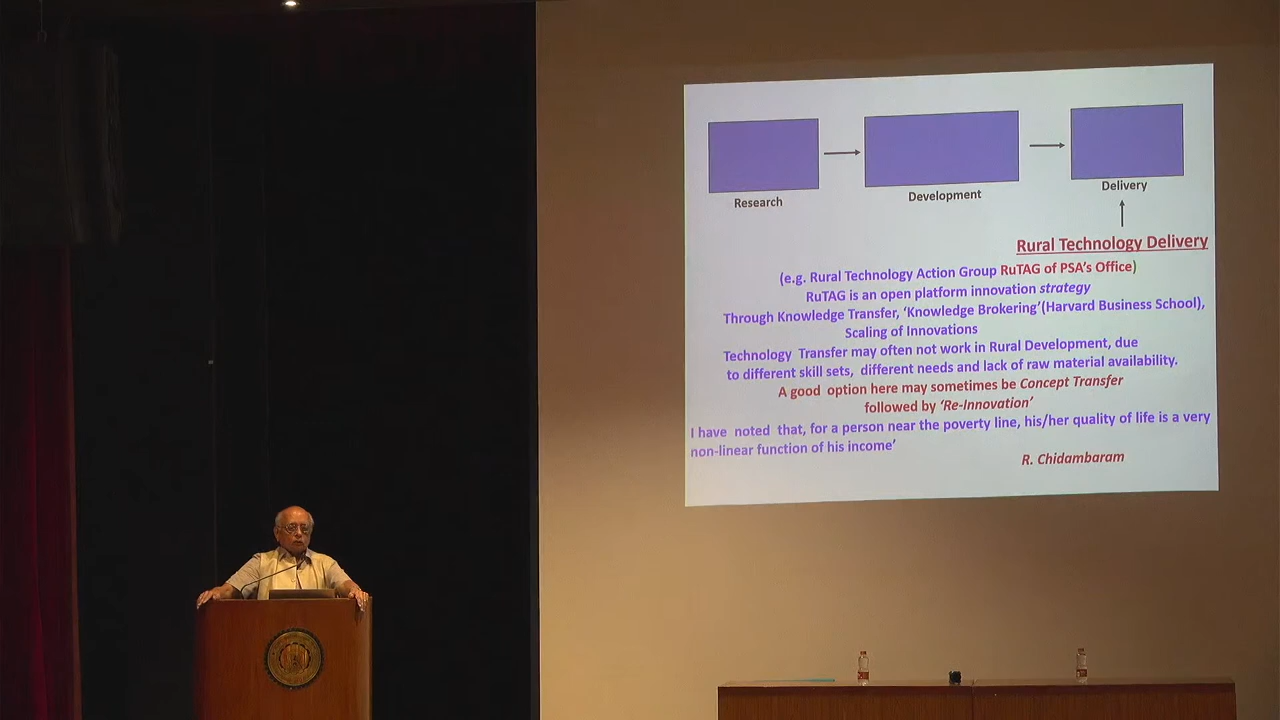 Research
Development
Delivery
Rural Technology Delivery
(e.g. Rural Technology Action Group RuTAG of PSA's Office)
RuTAG is an open platform innovation strategy
Through Knowledge Transfer, 'Knowledge Brokering'(Harvard Business School),
Scaling of Innovations
Technology Transfer may often not work in Rural Development, due
to different skill sets, different needs and lack of raw material availability.
A good option here may sometimes be Concept Transfer
followed by 'Re-Innovation'
I have noted that, for a person near the poverty line, his/her quality of life is a very
non-linear function of his income'
R. Chidambaram